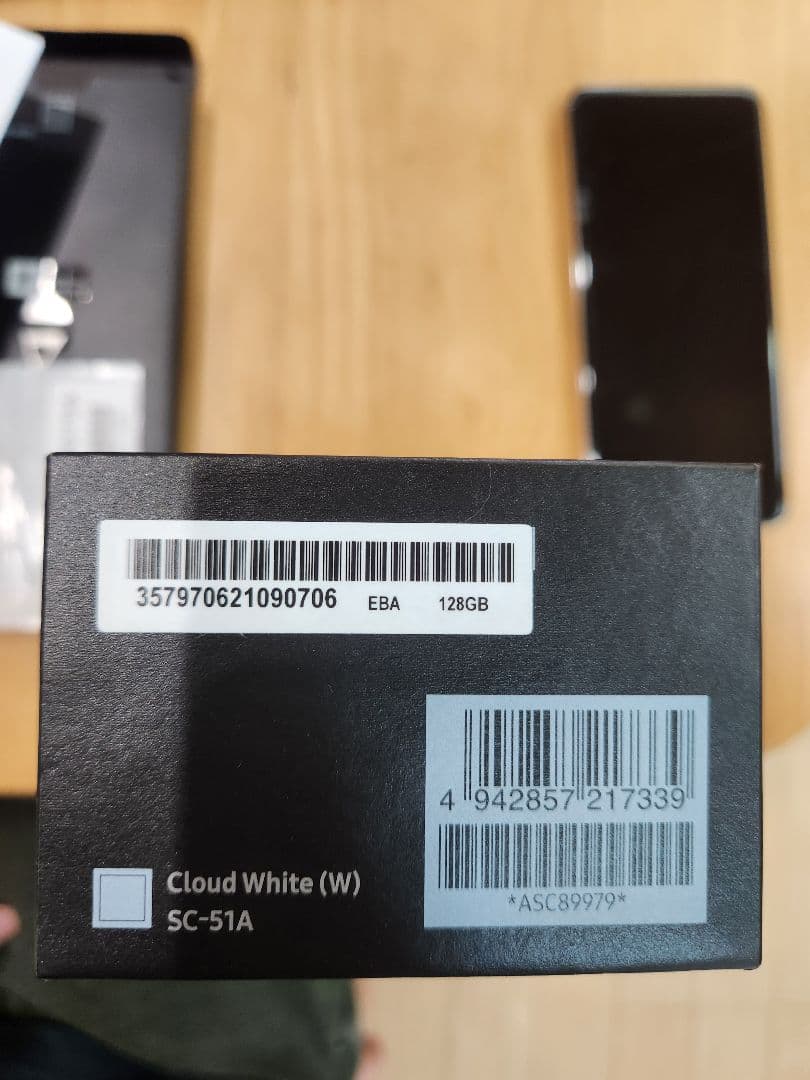 357970621090706 EBA 128GB
4 942857 217339
*ASC89979*
Cloud White (W)
SC-51A